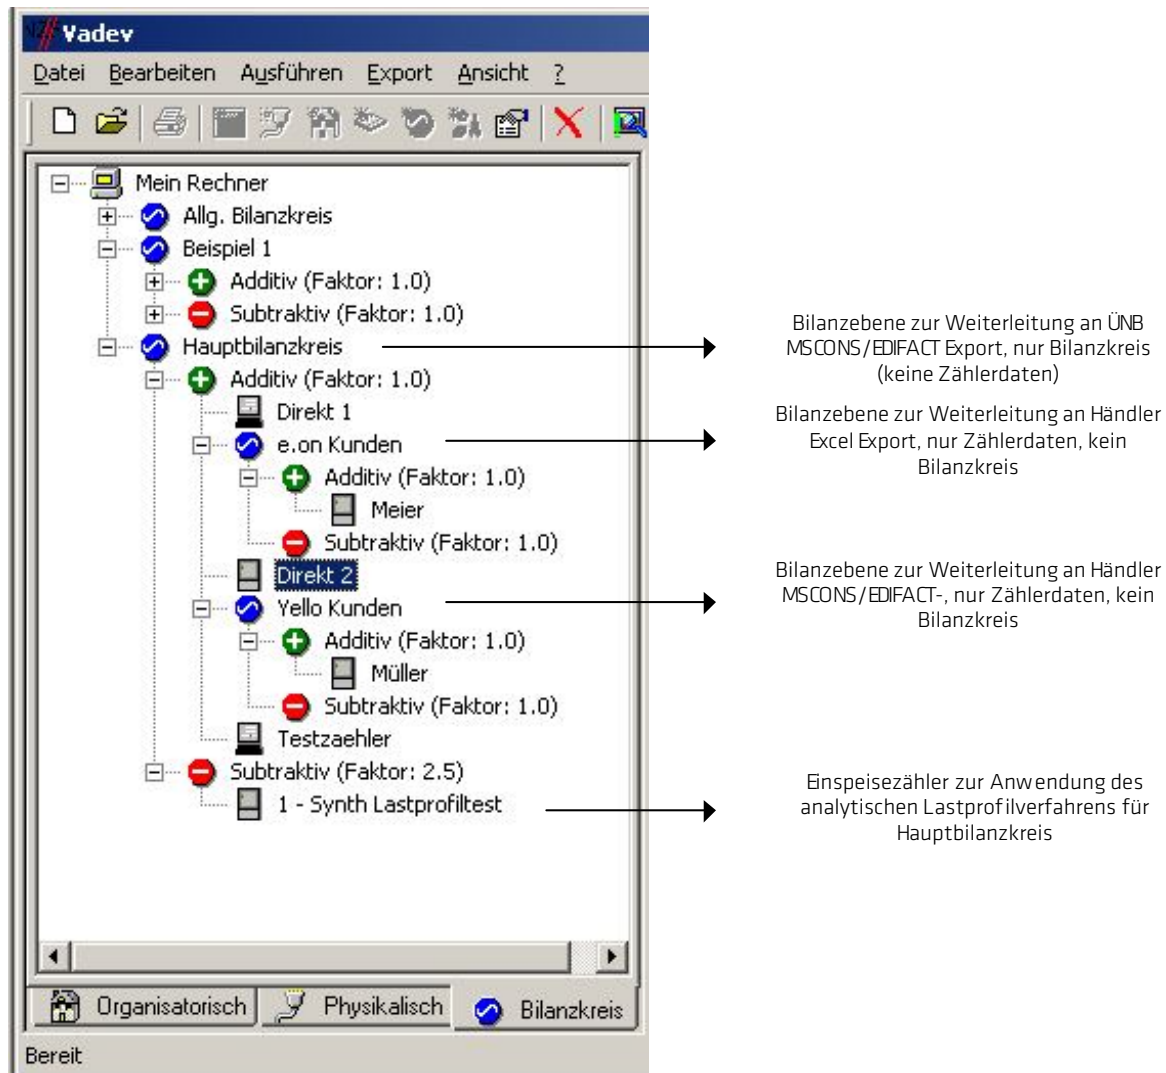 Vadev
Datei Bearbeiten Ausführen Export Ansicht ?
Mein Rechner
Allg. Bilanzkreis
Beispiel 1
Additiv (Faktor: 1.0)
Subtraktiv (Faktor: 1.0)
Hauptbilanzkreis
Additiv (Faktor: 1.0)
Direkt 1
e.on Kunden
Additiv (Faktor: 1.0)
Meier
Subtraktiv (Faktor: 1.0)
Direkt 2
Yello Kunden
Additiv (Faktor: 1.0)
Müller
Subtraktiv (Faktor: 1.0)
Testzaehler
Subtraktiv (Faktor: 2.5)
1 - Synth Lastprofiltest
Organisatorisch Physikalisch Bilanzkreis
Bereit
Bilanzebene zur Weiterleitung an ÜNB
MSCONS/EDIFACT Export, nur Bilanzkreis
(keine Zählerdaten)
Bilanzebene zur Weiterleitung an Händler
Excel Export, nur Zählerdaten, kein
Bilanzkreis
Bilanzebene zur Weiterleitung an Händler
MSCONS/EDIFACT-, nur Zählerdaten, kein
Bilanzkreis
Einspeisezähler zur Anwendung des
analytischen Lastprofilverfahrens für
Hauptbilanzkreis